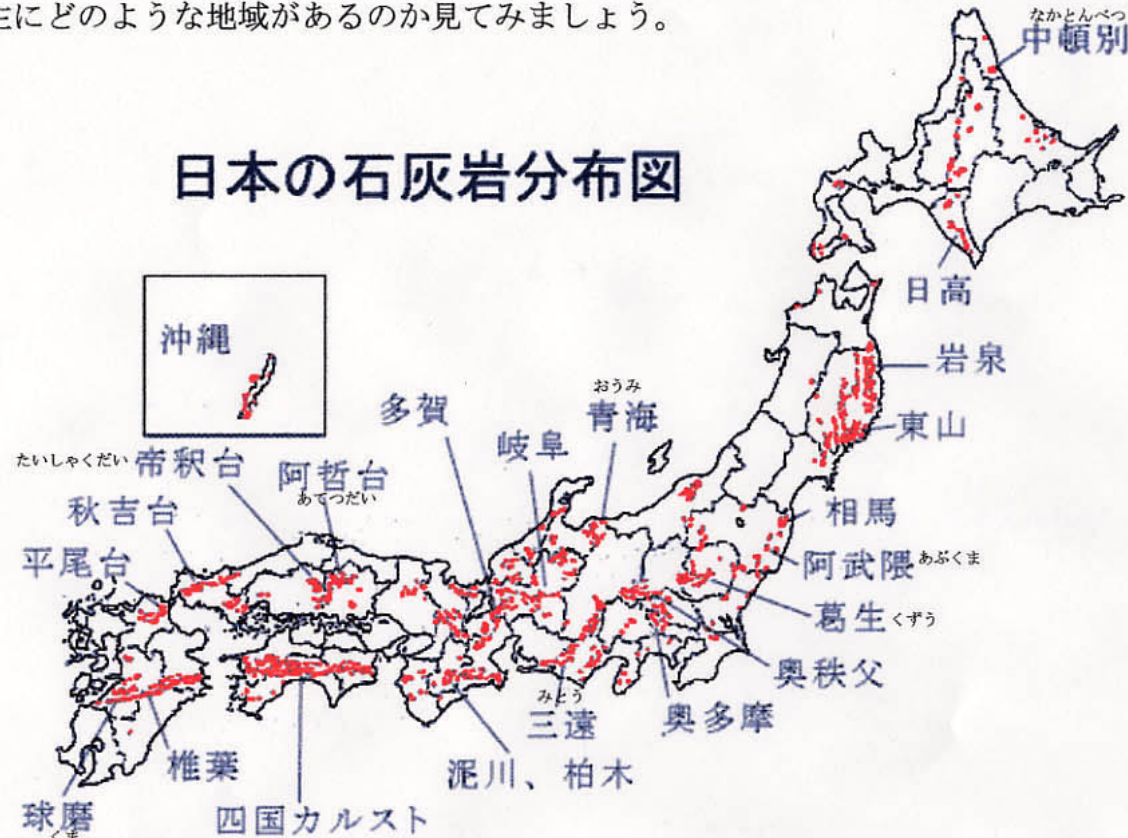 主にどのような地域があるのか見てみましょう。
なかとんべつ
中頓別
日本の石灰岩分布図
日高
沖縄
岩泉
おうみ
青海
多賀
岐阜
東山
たいしゃくだい 帝釈台
阿哲台
あてつだい
秋吉台
相馬
平尾台
阿武隈 あぶくま
葛生 くずう
奥秩父
みとう
三遠
奥多摩
椎葉
泥川、柏木
球磨
くま
四国カルスト